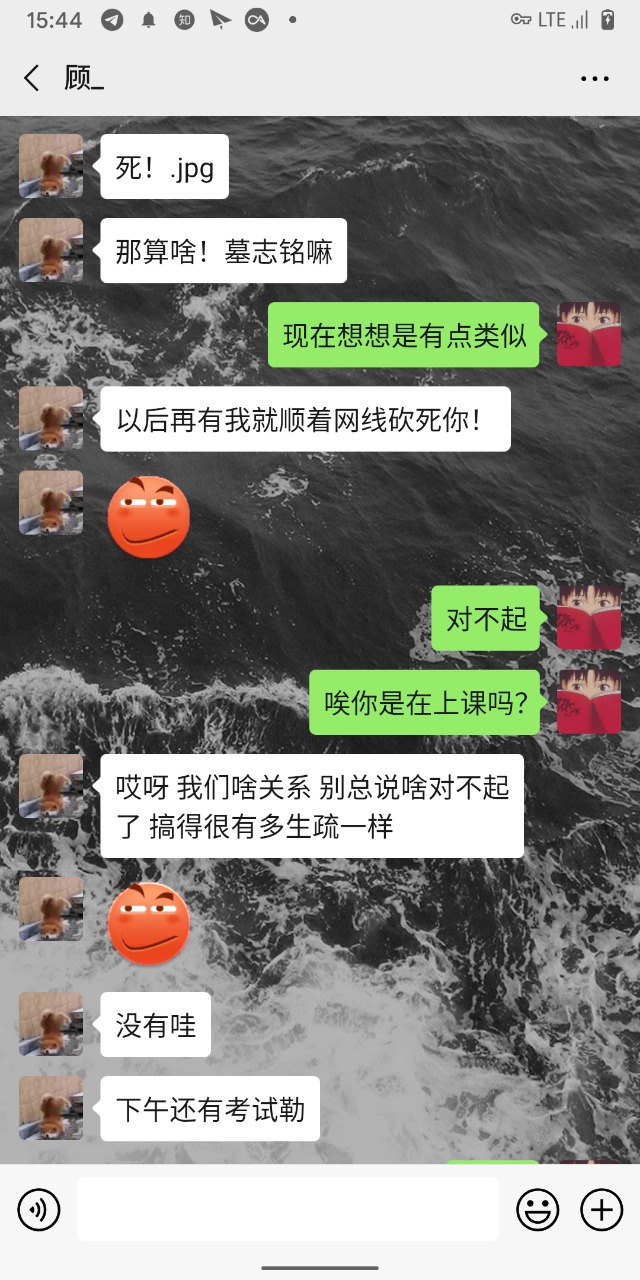 15:44
知
LTE
顾_
死！.jpg
那算啥！墓志铭嘛
现在想想是有点类似
以后再有我就顺着网线砍死你！
对不起
唉你是在上课吗？
哎呀 我们啥关系 别总说啥对不起
了 搞得很有多生疏一样
没有哇
下午还有考试勒